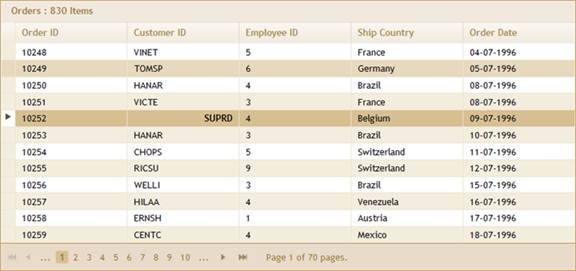 Orders : 830 Items
Order ID Customer ID Employee ID Ship Country Order Date
10248 VINET 5 France 04-07-1996
10249 TOMSP 6 Germany 05-07-1996
10250 HANAR 4 Brazil 08-07-1996
10251 VICTE 3 France 08-07-1996
10252 SUPRD 4 Belgium 09-07-1996
10253 HANAR 3 Brazil 10-07-1996
10254 CHOPS 5 Switzerland 11-07-1996
10255 RICSU 9 Switzerland 12-07-1996
10256 WELLI 3 Brazil 15-07-1996
10257 HILAA 4 Venezuela 16-07-1996
10258 ERNSH 1 Austria 17-07-1996
10259 CENTC 4 Mexico 18-07-1996
... 1 2 3 4 5 6 7 8 9 10 ... Page 1 of 70 pages.